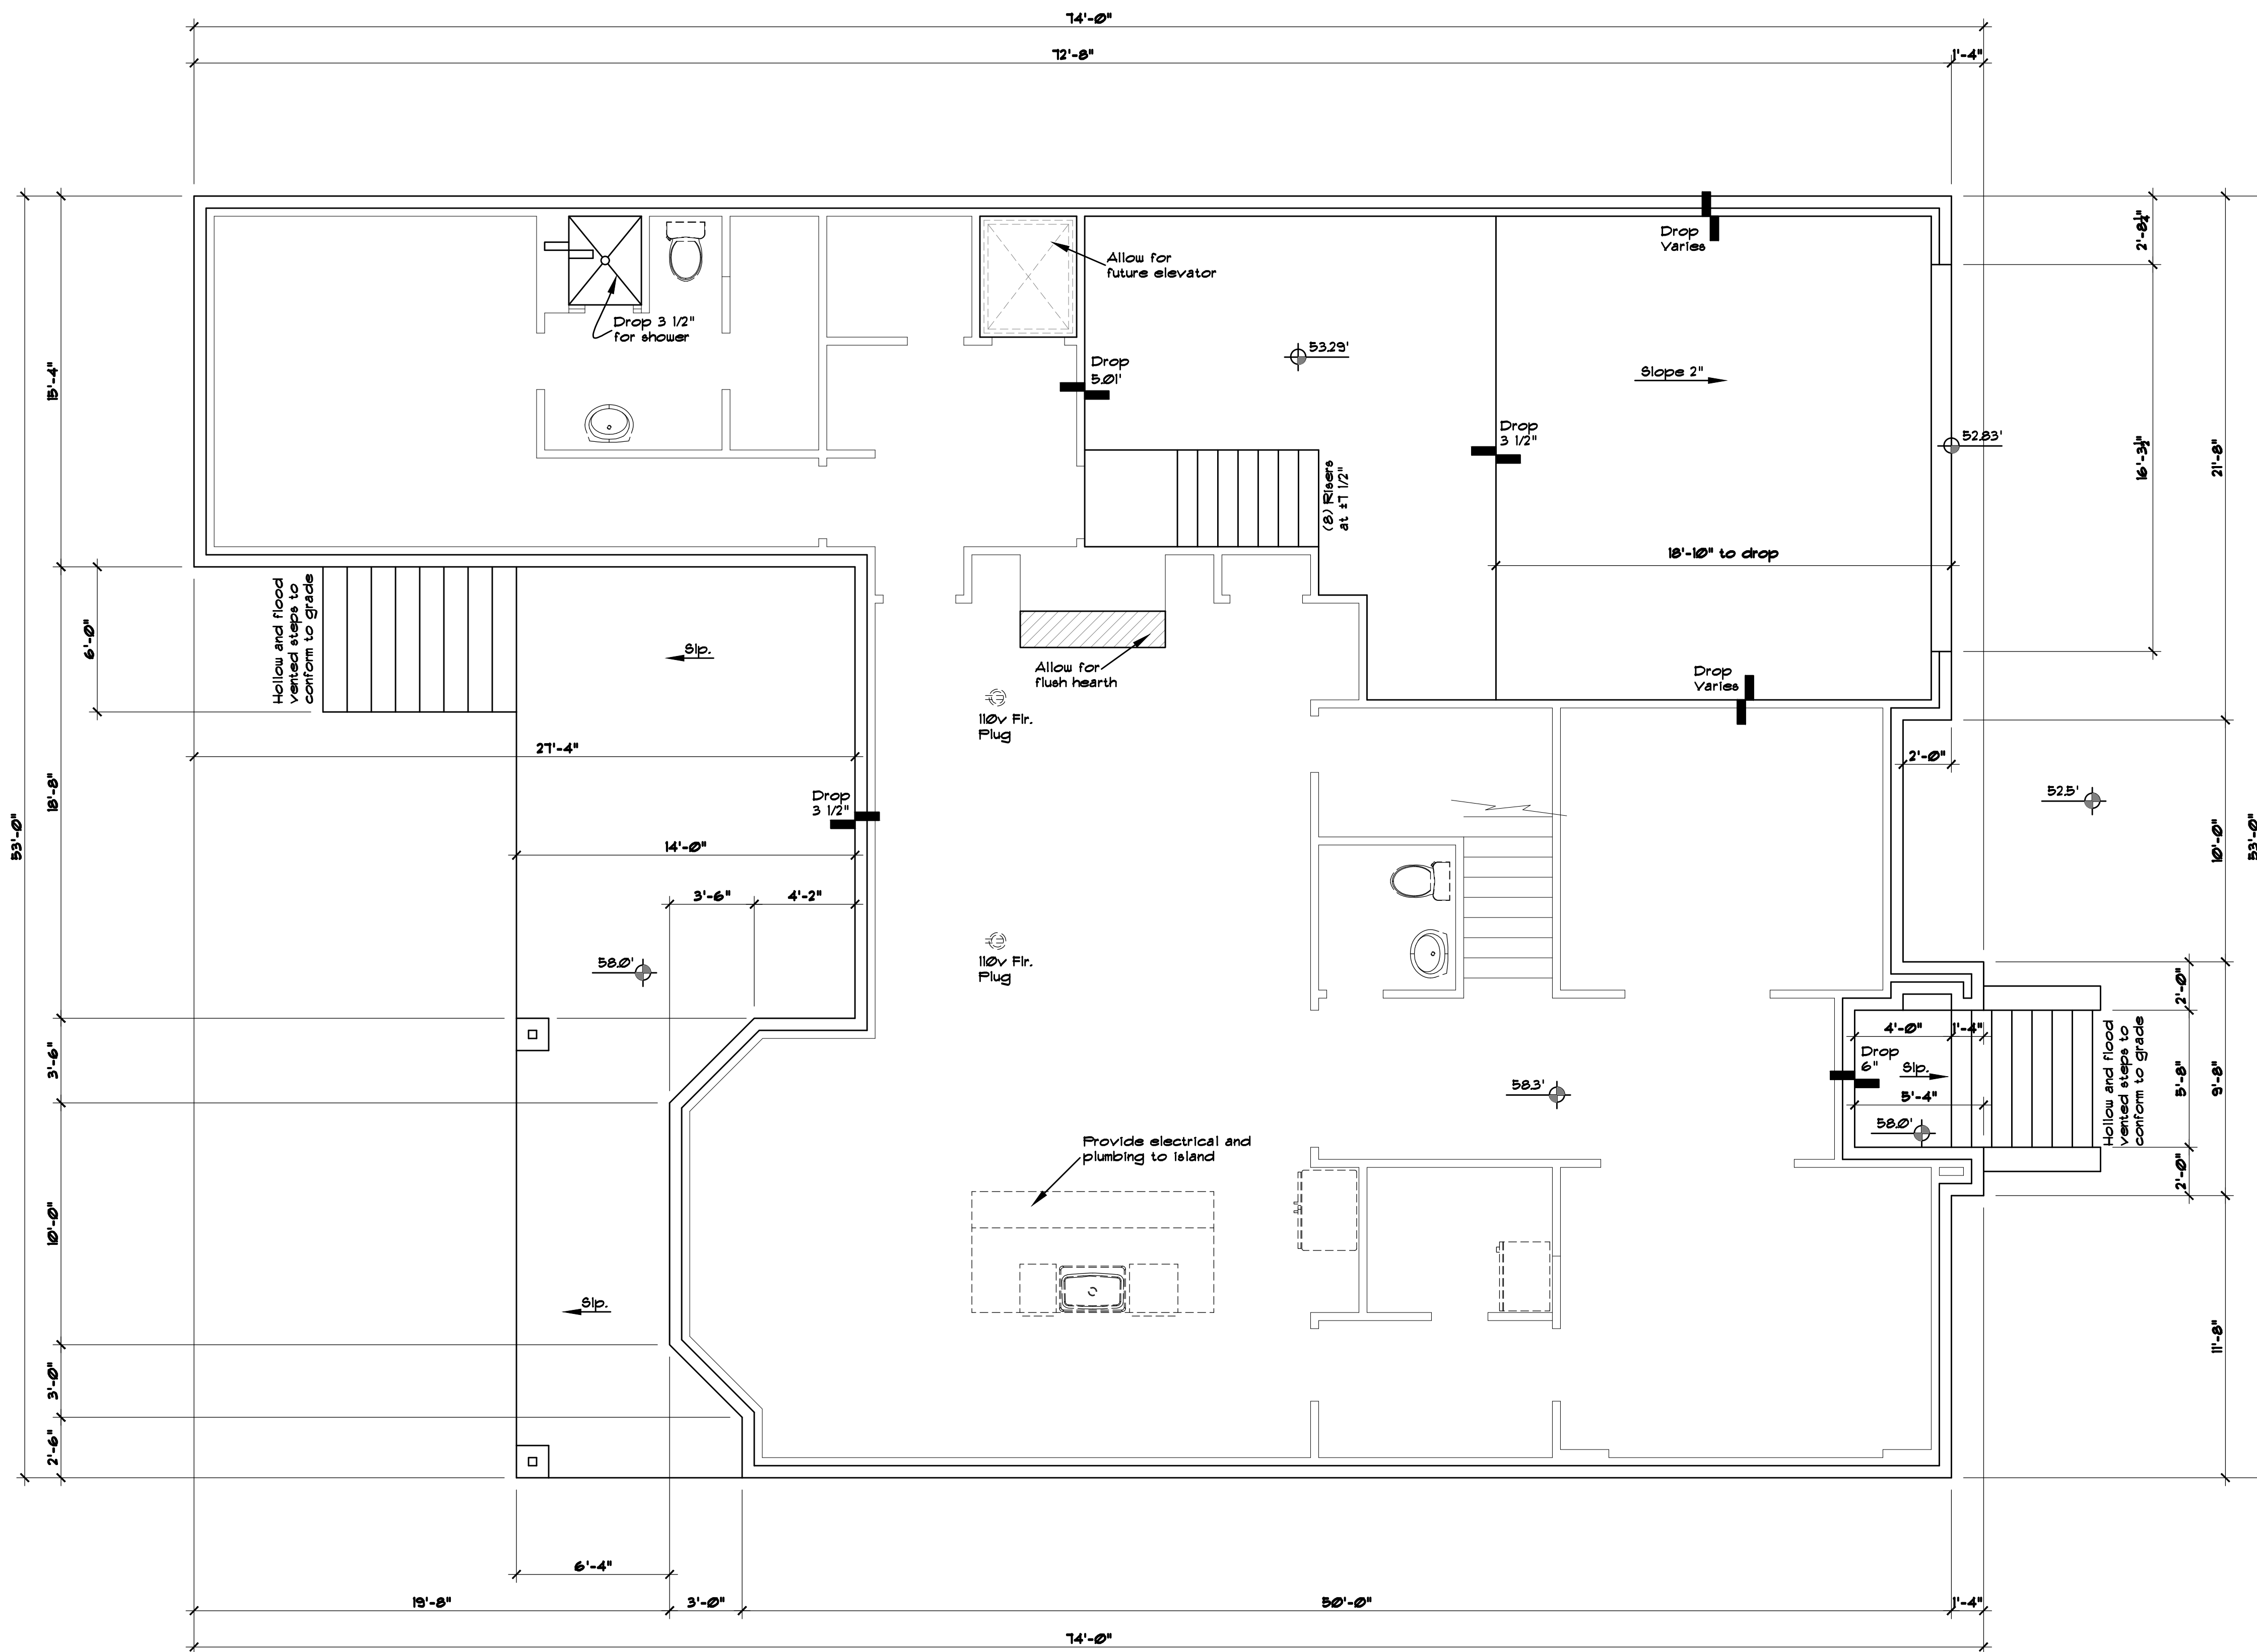 74'-0"
72'-8"
1'-4"
Drop
Varies
2'-8¼"
Allow for
future elevator
Drop 3 1/2"
for shower
53.29'
Drop
5.01'
Slope 2"
15'-4"
Drop
3 1/2"
52.83'
16'-3½"
21'-8"
(8) Risers
at ±7 1/2"
18'-10" to drop
Hollow and flood
vented steps to
conform to grade
6'-0"
Slp.
Allow for
flush hearth
Drop
Varies
110v Flr.
Plug
27'-4"
2'-0"
52.5'
18'-8"
Drop
3 1/2"
53'-0"
14'-0"
10'-0"
53'-0"
3'-6"
4'-2"
58.0'
110v Flr.
Plug
2'-0"
4'-0"
1'-4"
3'-6"
Drop
6"
Slp.
58.3'
5'-4"
5'-8"
9'-8"
58.0'
Hollow and flood
vented steps to
conform to grade
Provide electrical and
plumbing to island
2'-0"
10'-0"
Slp.
11'-8"
3'-0"
2'-6"
6'-4"
19'-8"
3'-0"
50'-0"
1'-4"
74'-0"